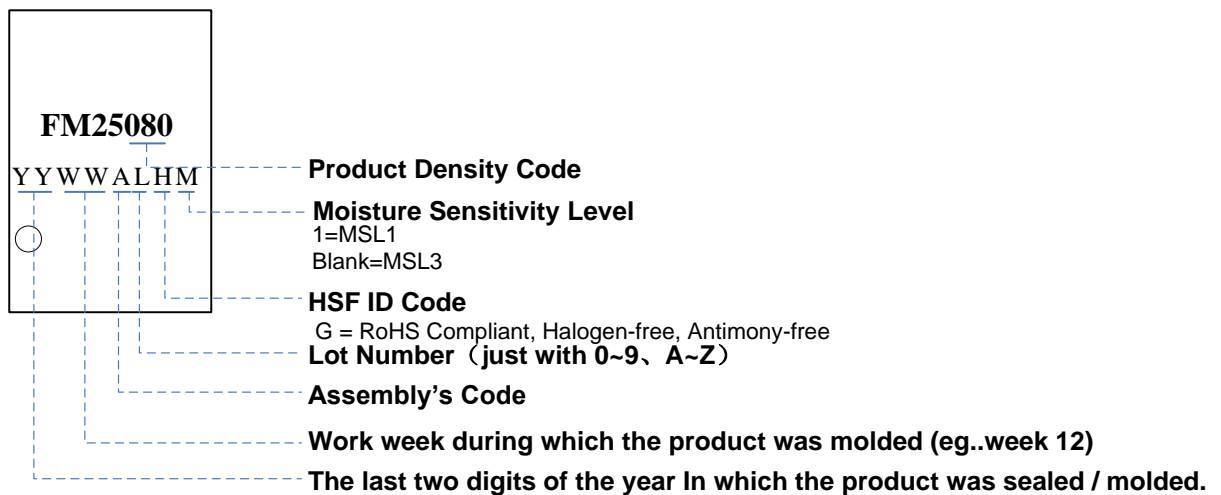 FM25080
YYWWALHM
Product Density Code
Moisture Sensitivity Level
1=MSL1
Blank=MSL3
HSF ID Code
G = RoHS Compliant, Halogen-free, Antimony-free
Lot Number（just with 0~9、A~Z）
Assembly's Code
Work week during which the product was molded (eg..week 12)
The last two digits of the year In which the product was sealed / molded.